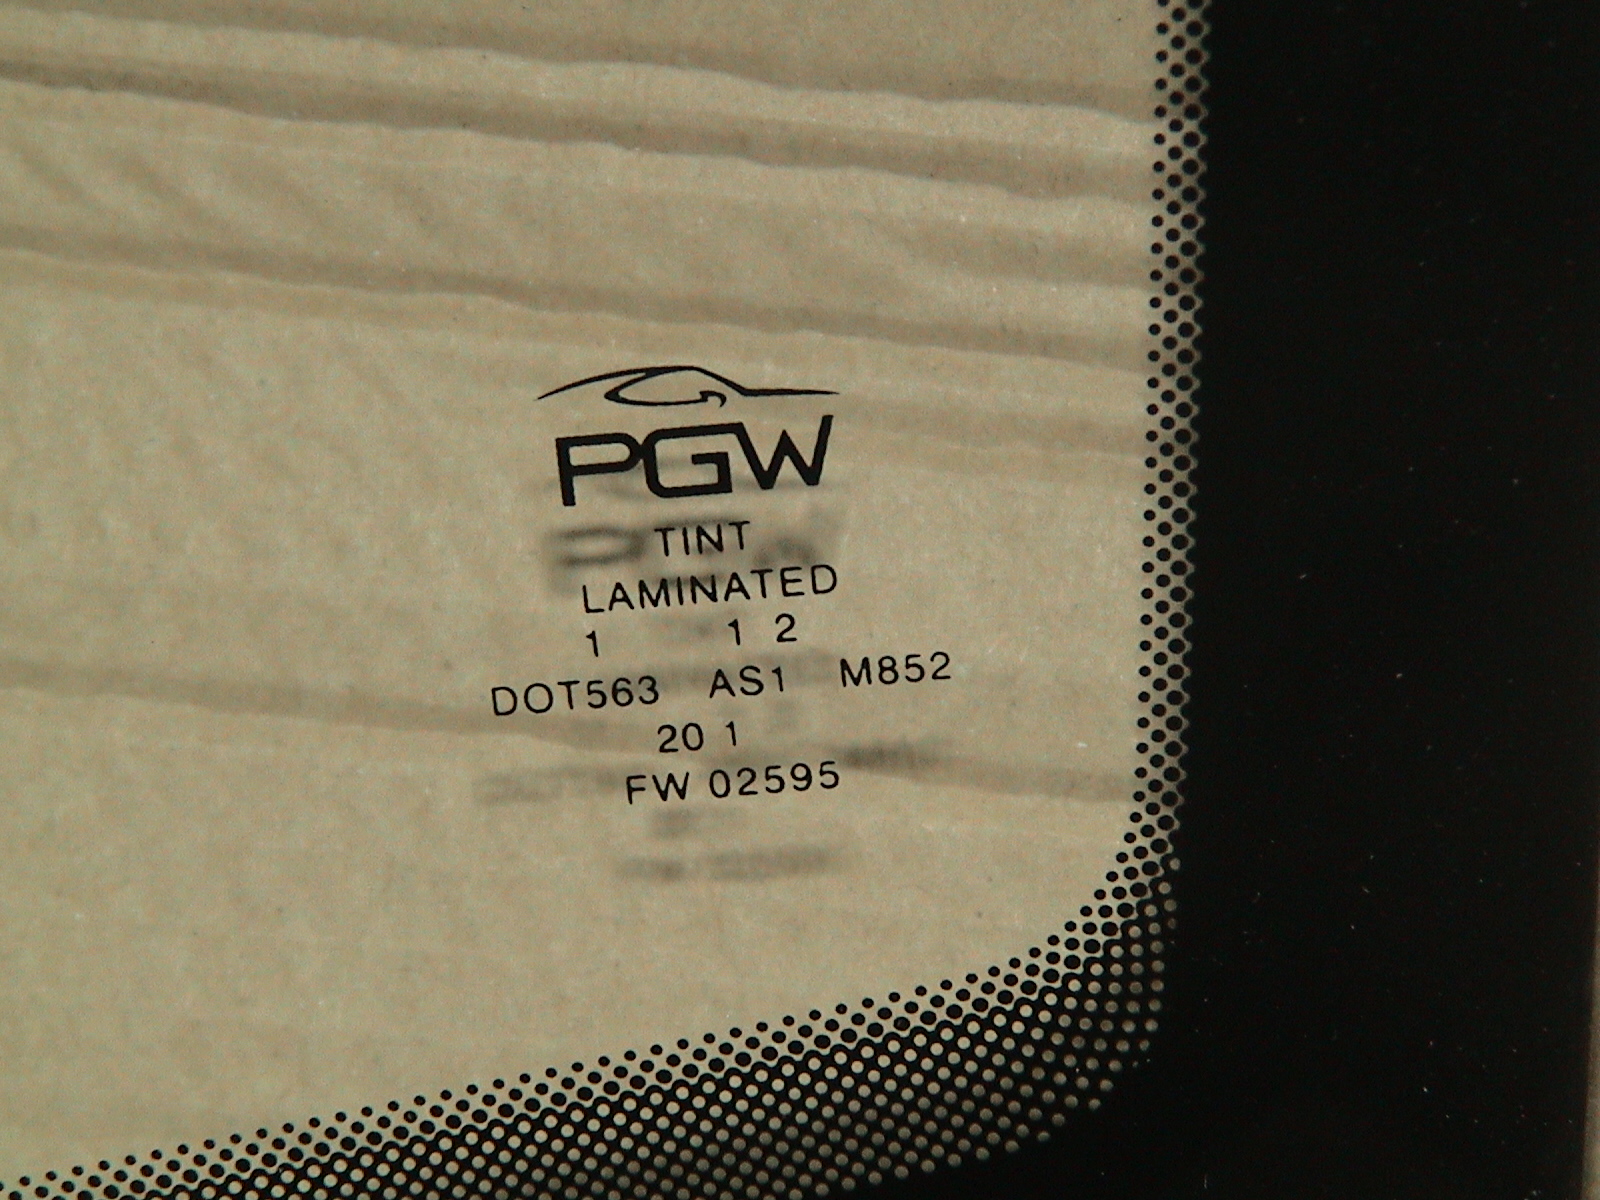 PGW
TINT
LAMINATED
1 1 2
DOT563 AS1 M852
20 1
FW 02595